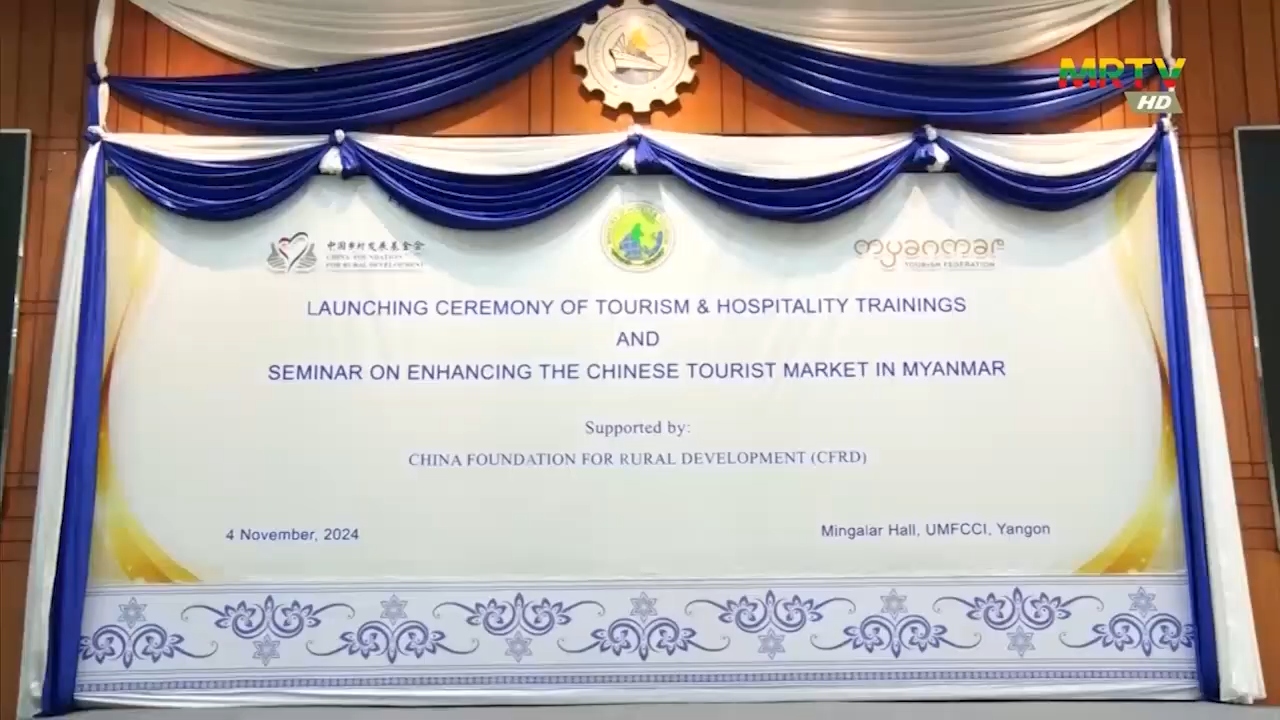 MRTV
HD
中国乡村发展基金会
CHINA FOUNDATION
FOR RURAL DEVELOPMENT
myanmar
TOURISM FEDERATION
LAUNCHING CEREMONY OF TOURISM & HOSPITALITY TRAININGS
AND
SEMINAR ON ENHANCING THE CHINESE TOURIST MARKET IN MYANMAR
Supported by:
CHINA FOUNDATION FOR RURAL DEVELOPMENT (CFRD)
4 November, 2024
Mingalar Hall, UMFCCI, Yangon